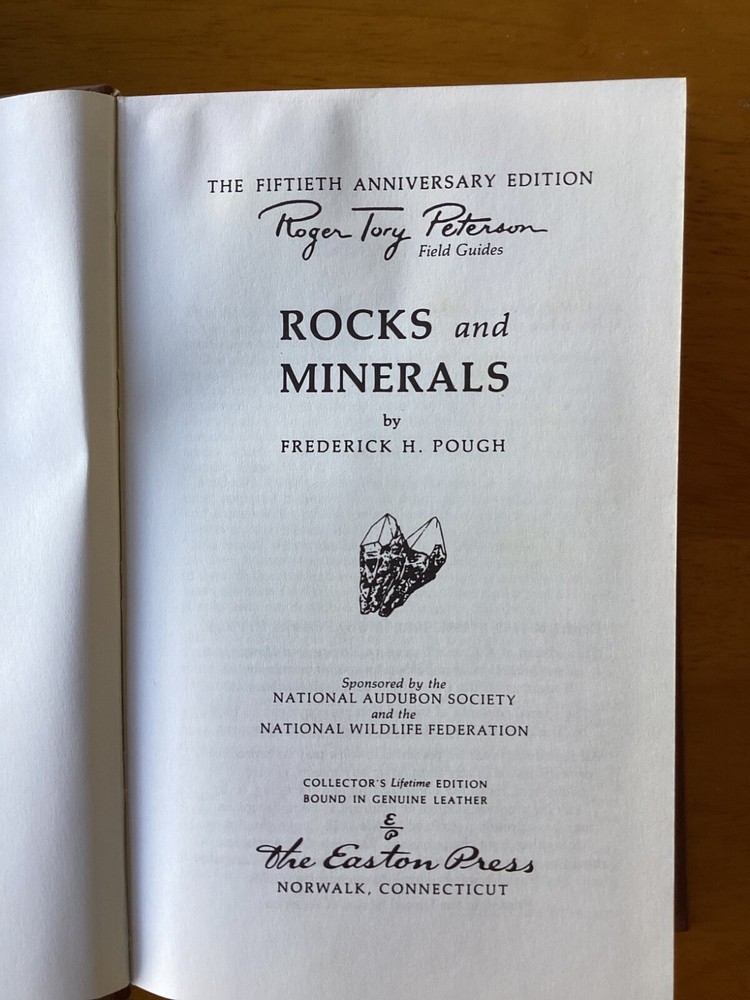 THE FIFTIETH ANNIVERSARY EDITION
Roger Tory Peterson
Field Guides
ROCKS and
MINERALS
by
FREDERICK H. POUGH
Sponsored by the
NATIONAL AUDUBON SOCIETY
and the
NATIONAL WILDLIFE FEDERATION
COLLECTOR'S Lifetime EDITION
BOUND IN GENUINE LEATHER
E
P
The Easton Press
NORWALK, CONNECTICUT